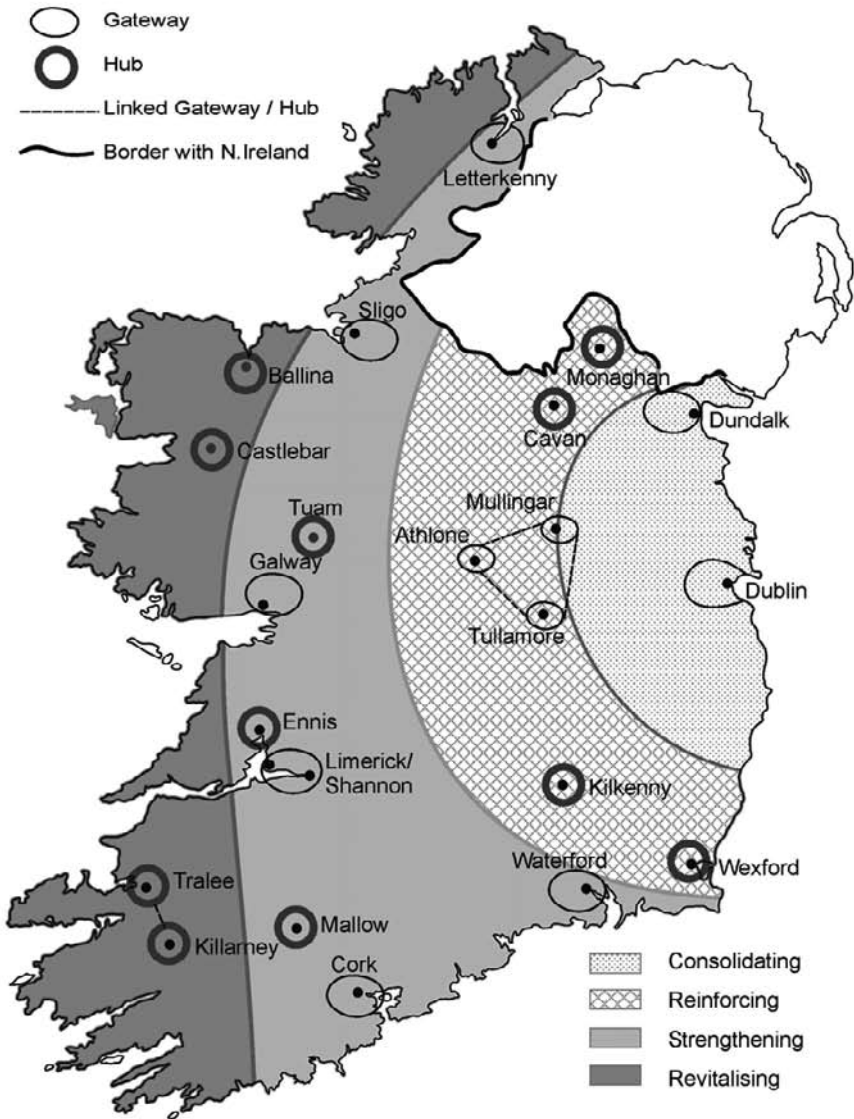 Gateway
Hub
Linked Gateway / Hub
Border with N.Ireland
Letterkenny
Sligo
Ballina
Monaghan
Cavan
Dundalk
Castlebar
Tuam
Mullingar
Athlone
Galway
Dublin
Tullamore
Ennis
Limerick/
Shannon
Kilkenny
Waterford
Wexford
Tralee
Killarney
Mallow
Cork
Consolidating
Reinforcing
Strengthening
Revitalising